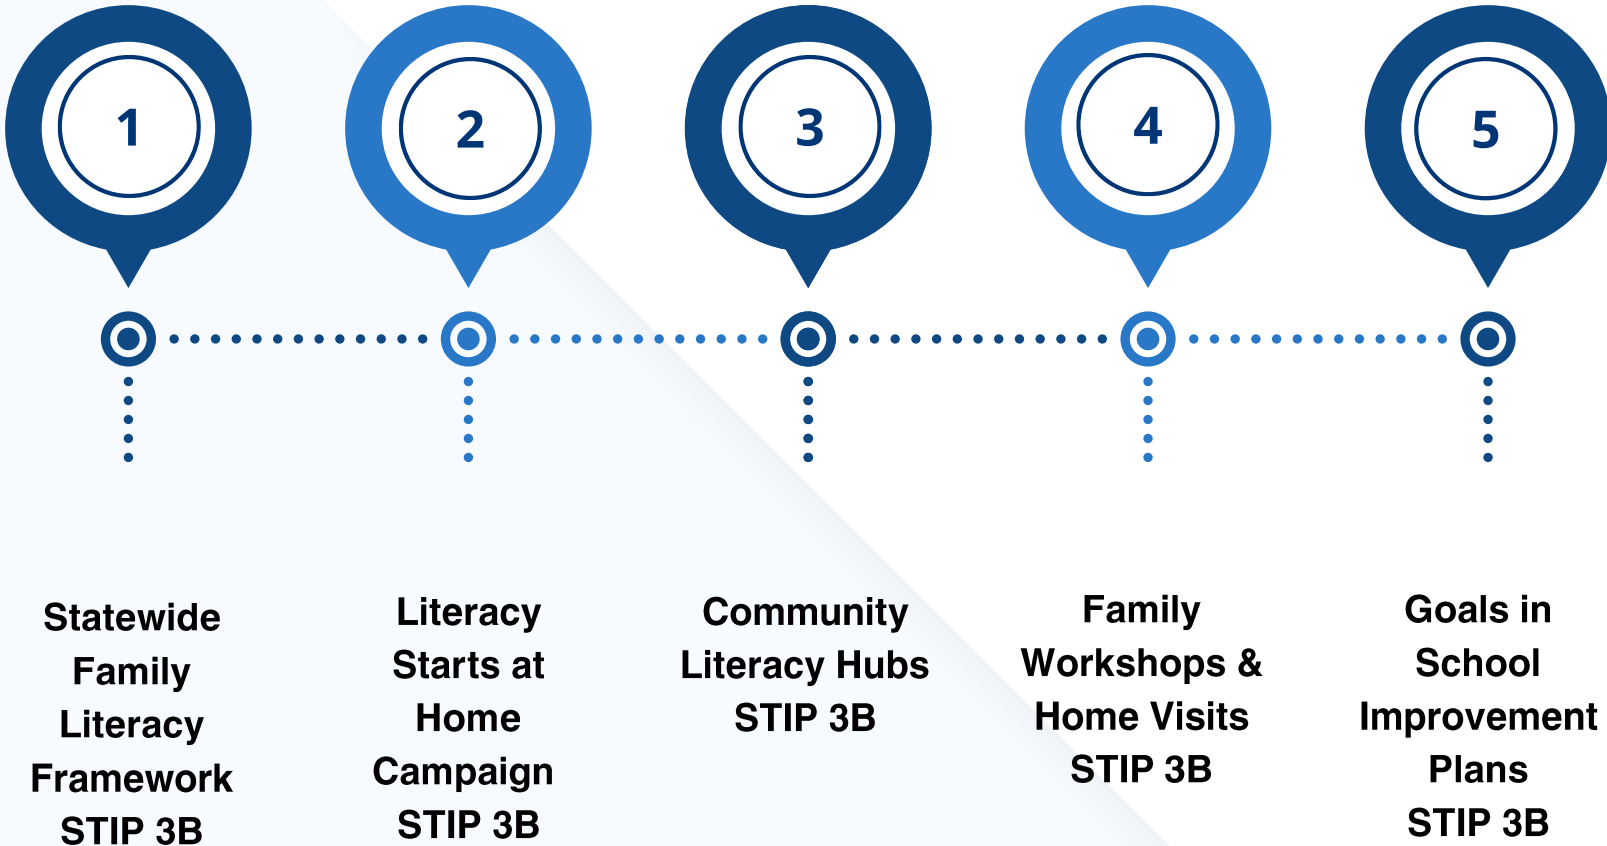 1
2
3
4
5
Statewide
Family
Literacy
Framework
STIP 3B
Literacy
Starts at
Home
Campaign
STIP 3B
Community
Literacy Hubs
STIP 3B
Family
Workshops &
Home Visits
STIP 3B
Goals in
School
Improvement
Plans
STIP 3B